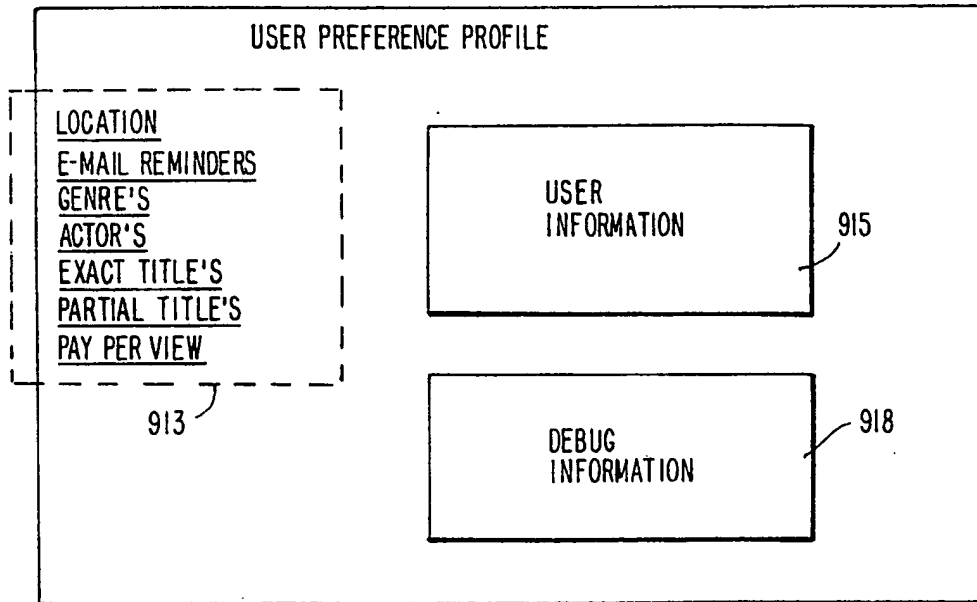 USER PREFERENCE PROFILE
LOCATION
E-MAIL REMINDERS
GENRE'S
ACTOR'S
EXACT TITLE'S
PARTIAL TITLE'S
PAY PER VIEW
913
USER
INFORMATION
915
DEBUG
INFORMATION
918